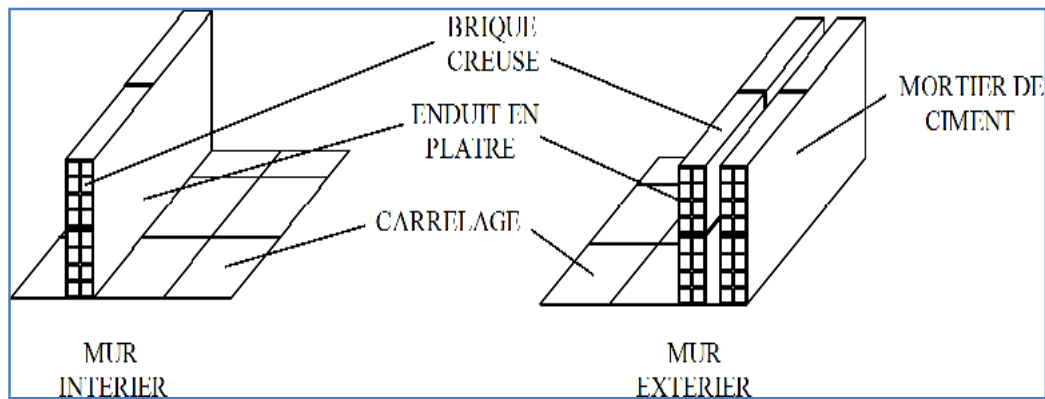 BRIQUE
CREUSE
MORTIER DE
CIMENT
ENDUIT EN
PLATRE
CARRELAGE
MUR
INTERIER
MUR
EXTERIER